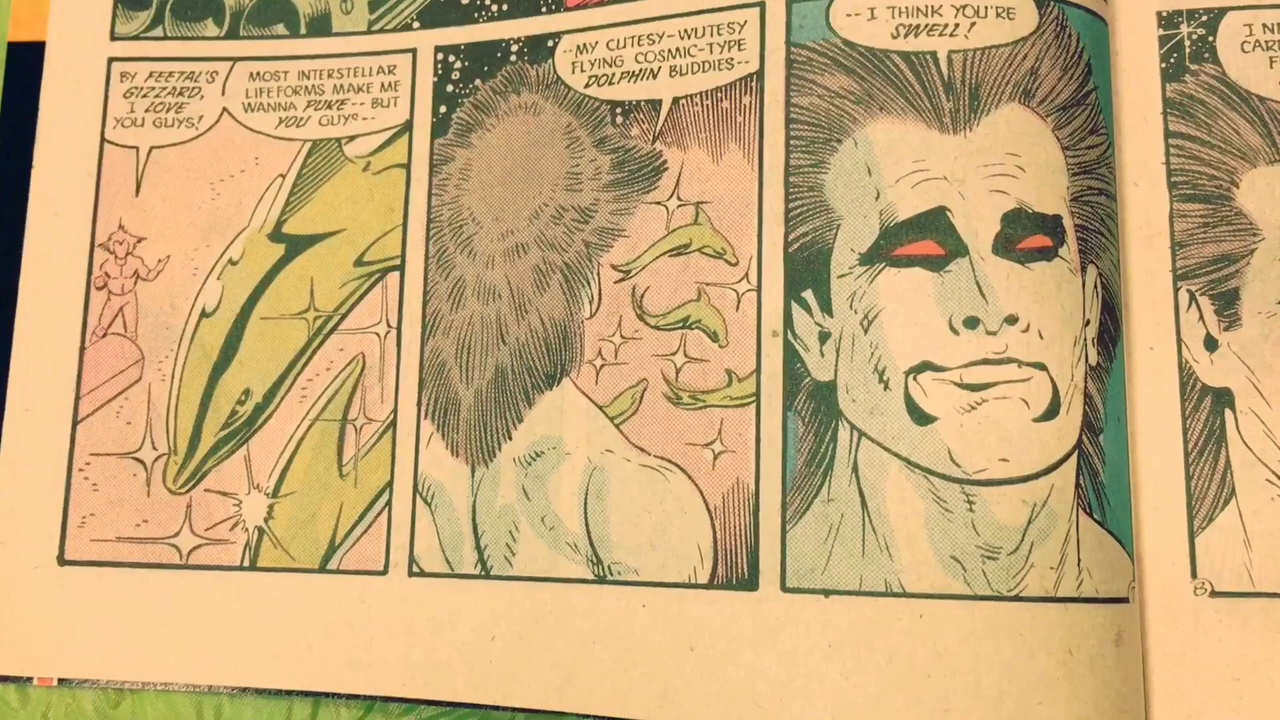 BY FEETAL'S
GIZZARD,
I LOVE
YOU GUYS!
MOST INTERSTELLAR
LIFEFORMS MAKE ME
WANNA PUKE-- BUT
YOU GUYS--
--MY CUTESY-WUTESY
FLYING COSMIC-TYPE
DOLPHIN BUDDIES--
-- I THINK YOU'RE
SWELL!
8